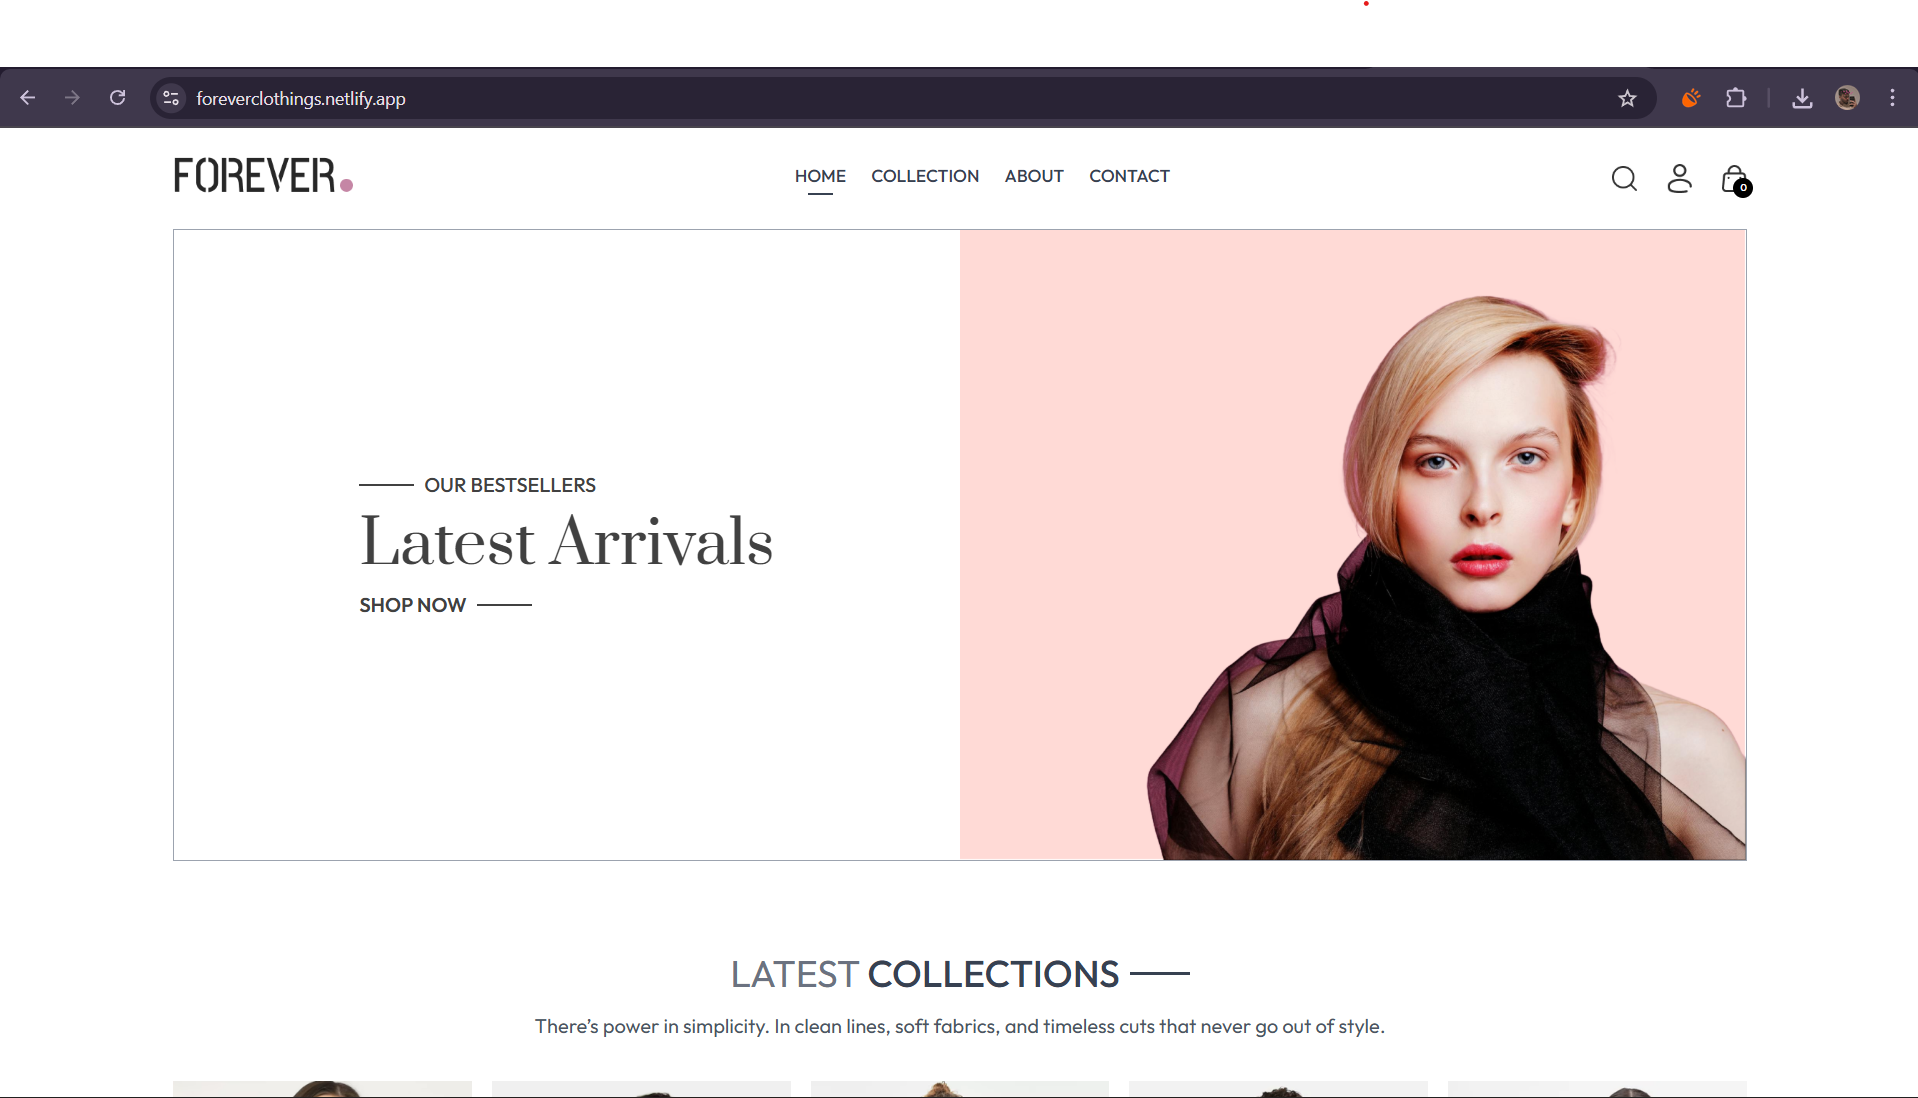 foreverclothings.netlify.app
FOREVER.
HOME COLLECTION ABOUT CONTACT
0
OUR BESTSELLERS
Latest Arrivals
SHOP NOW
LATEST COLLECTIONS
There’s power in simplicity. In clean lines, soft fabrics, and timeless cuts that never go out of style.